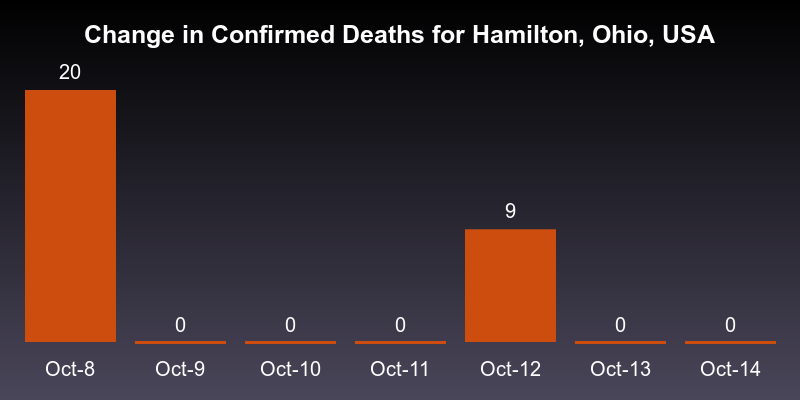 Change in Confirmed Deaths for Hamilton, Ohio, USA
20
9
0 0 0 0 0
Oct-8 Oct-9 Oct-10 Oct-11 Oct-12 Oct-13 Oct-14